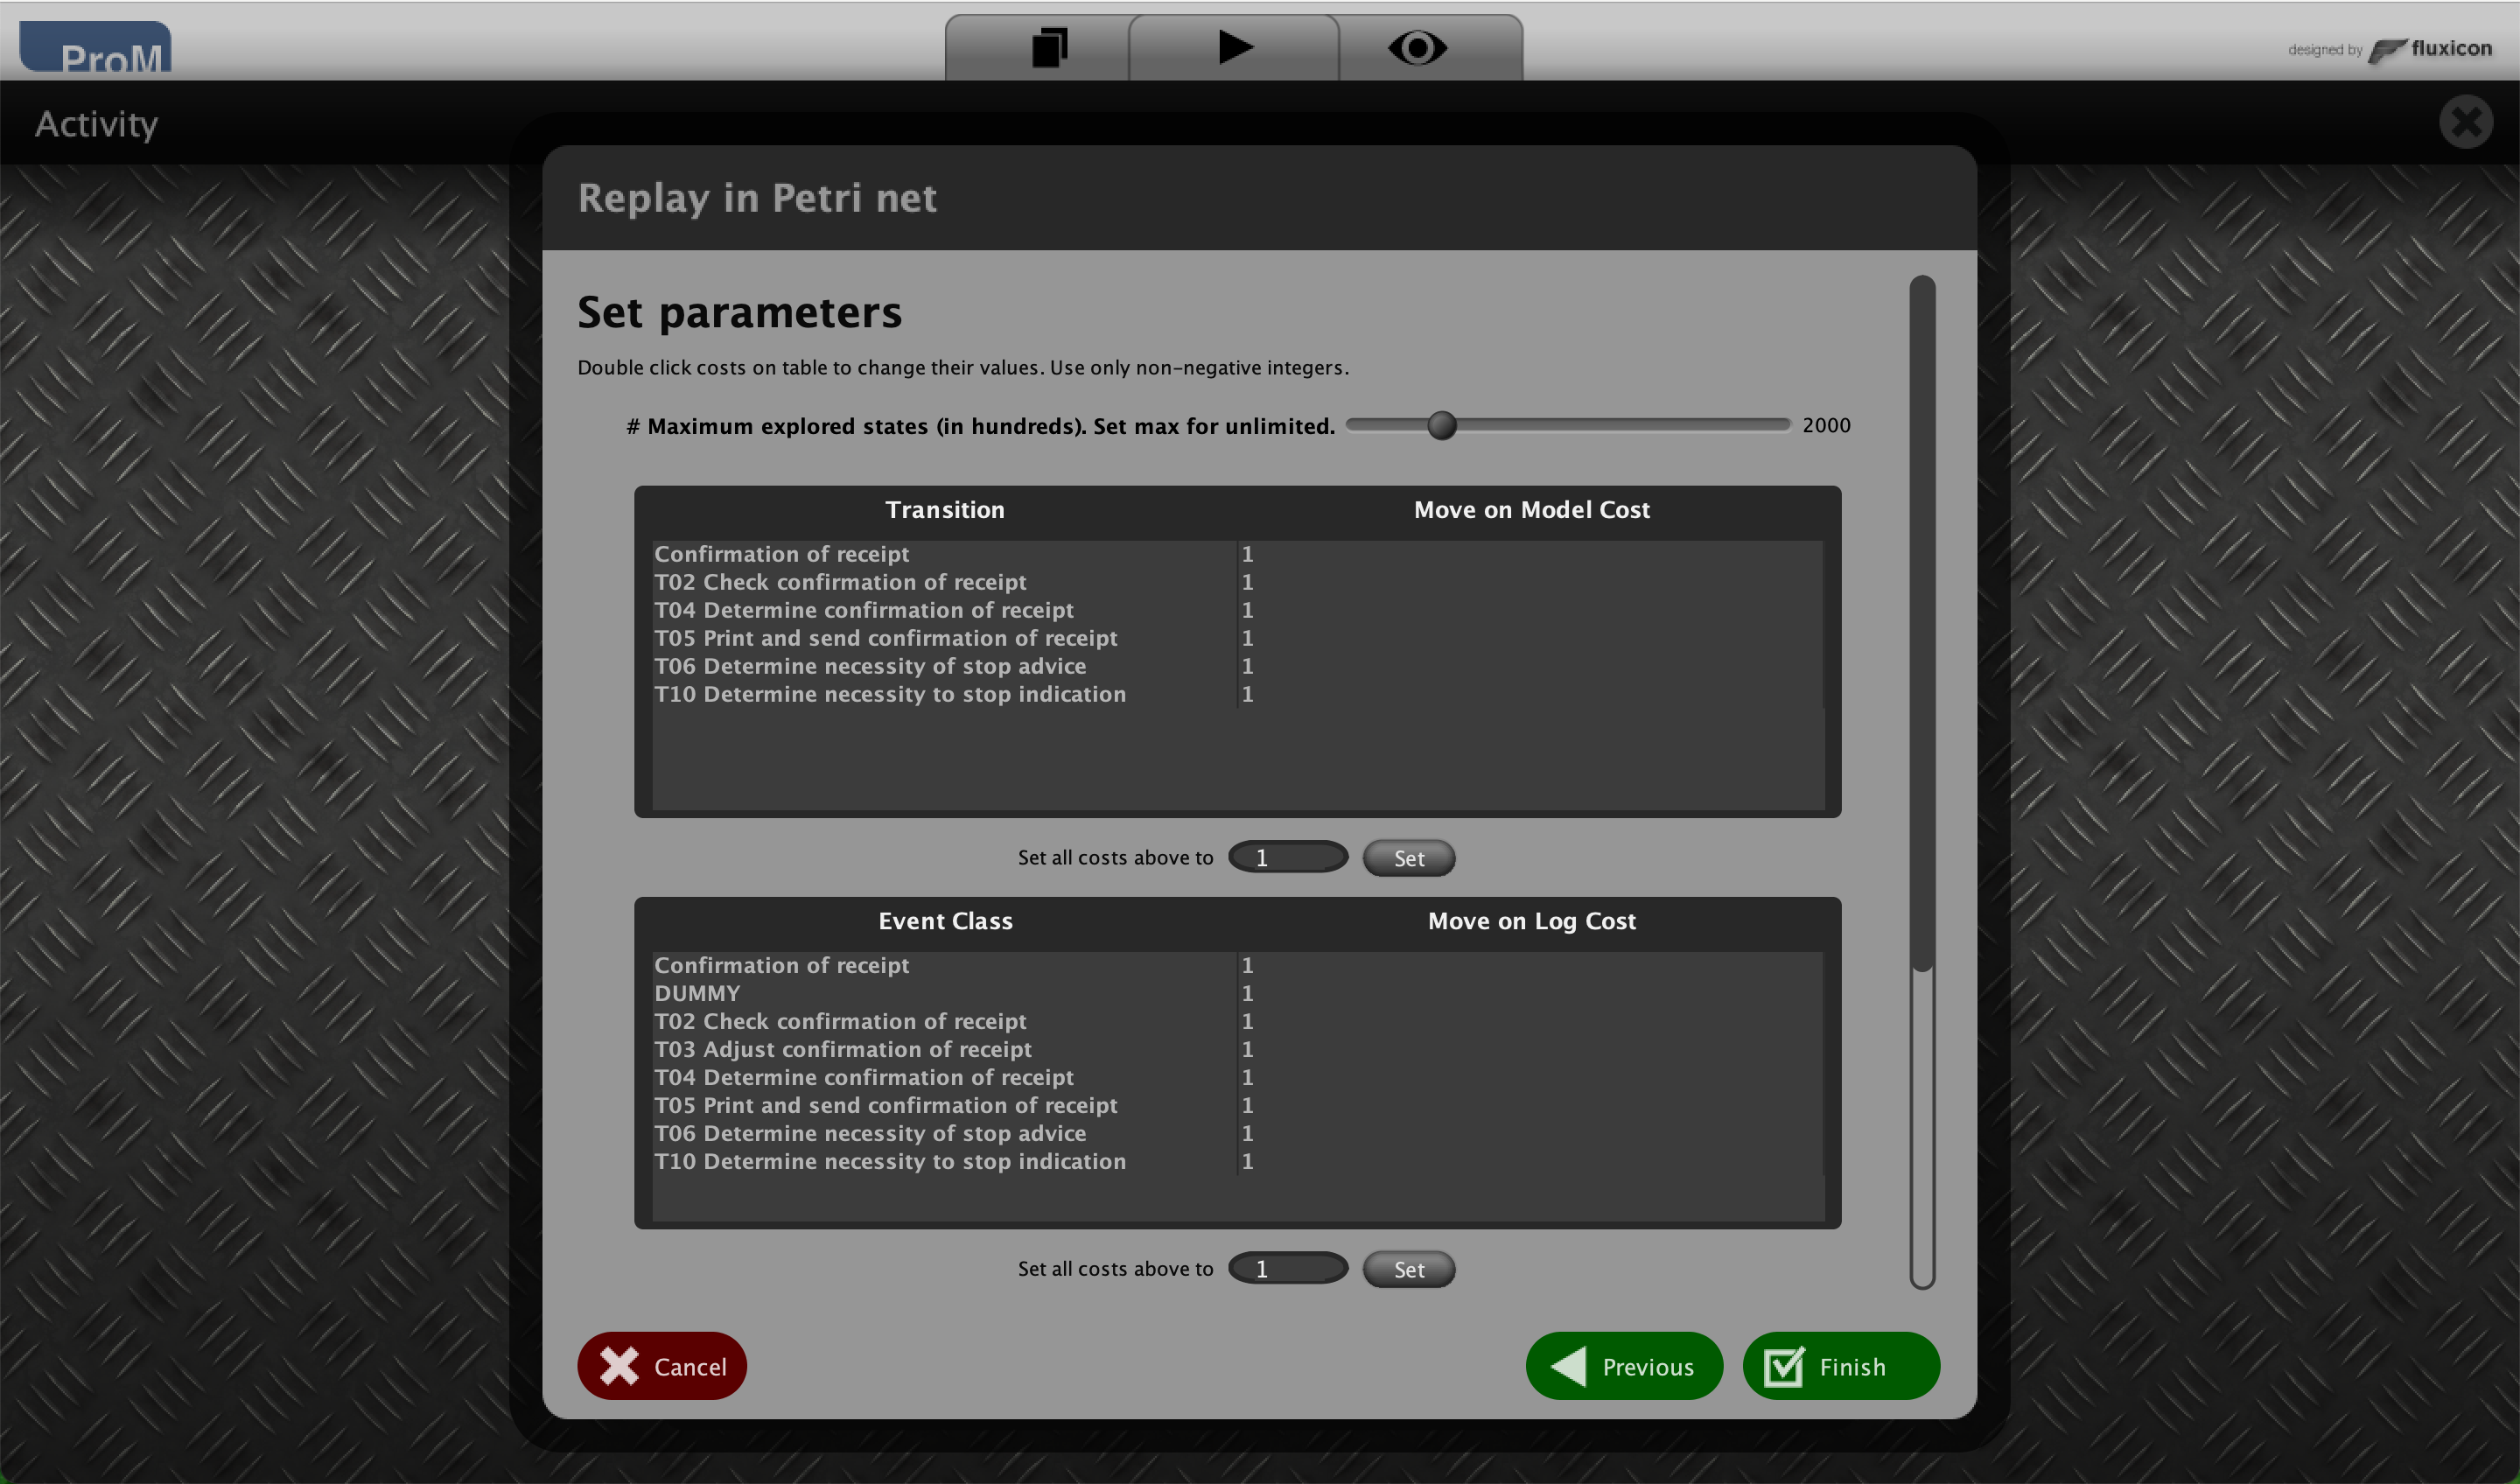 ProM
designed by fluxicon
Activity
Replay in Petri net
Set parameters
Double click costs on table to change their values. Use only non-negative integers.
# Maximum explored states (in hundreds). Set max for unlimited. 2000
Transition Move on Model Cost
Confirmation of receipt 1
T02 Check confirmation of receipt 1
T04 Determine confirmation of receipt 1
T05 Print and send confirmation of receipt 1
T06 Determine necessity of stop advice 1
T10 Determine necessity to stop indication 1
Set all costs above to 1 Set
Event Class Move on Log Cost
Confirmation of receipt 1
DUMMY 1
T02 Check confirmation of receipt 1
T03 Adjust confirmation of receipt 1
T04 Determine confirmation of receipt 1
T05 Print and send confirmation of receipt 1
T06 Determine necessity of stop advice 1
T10 Determine necessity to stop indication 1
Set all costs above to 1 Set
Cancel Previous Finish